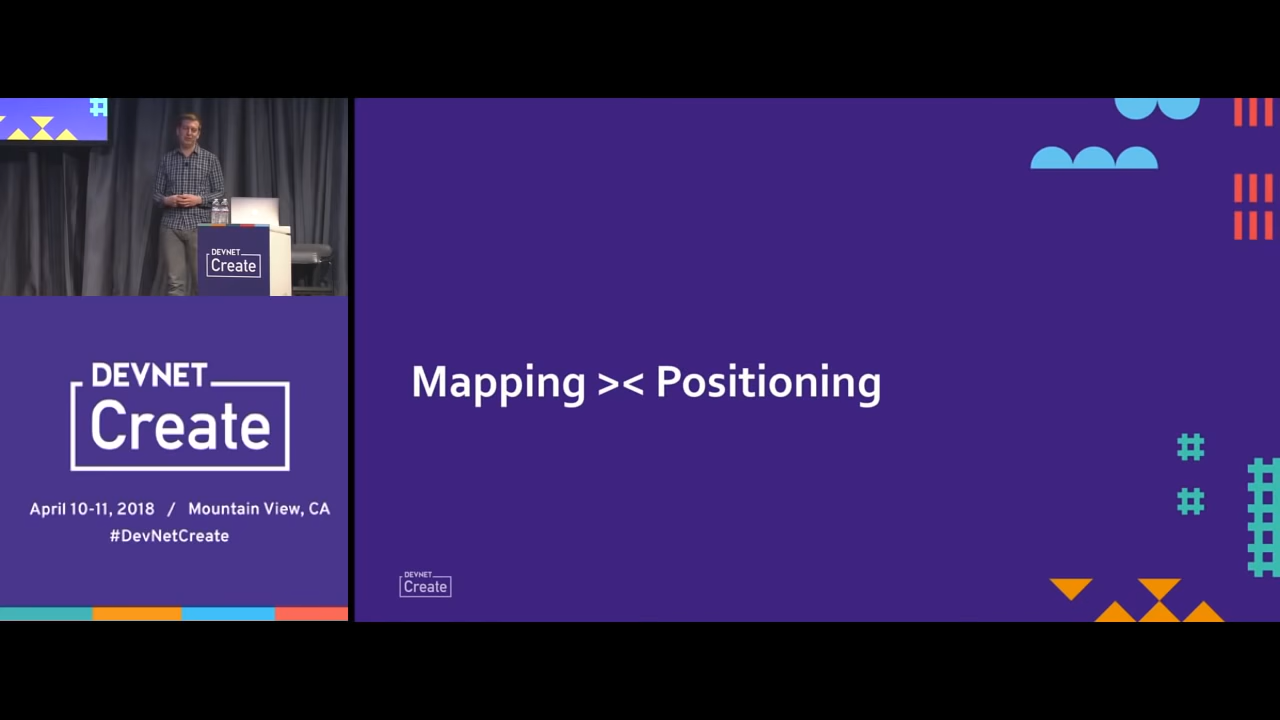 DEVNET
Create
DEVNET
Create
April 10-11, 2018 / Mountain View, CA
#DevNetCreate
Mapping >< Positioning
DEVNET
Create